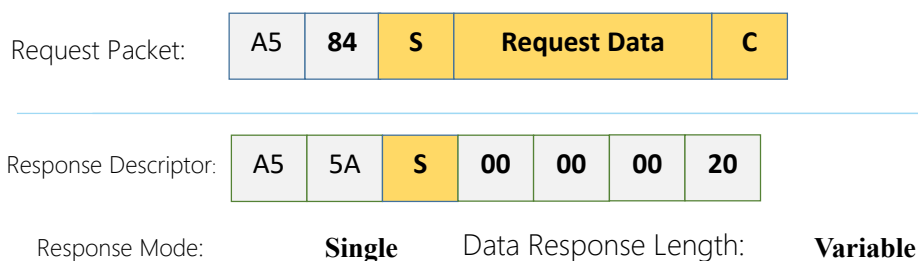 Request Packet: A5 84 S Request Data C
Response Descriptor: A5 5A S 00 00 00 20
Response Mode: Single Data Response Length: Variable